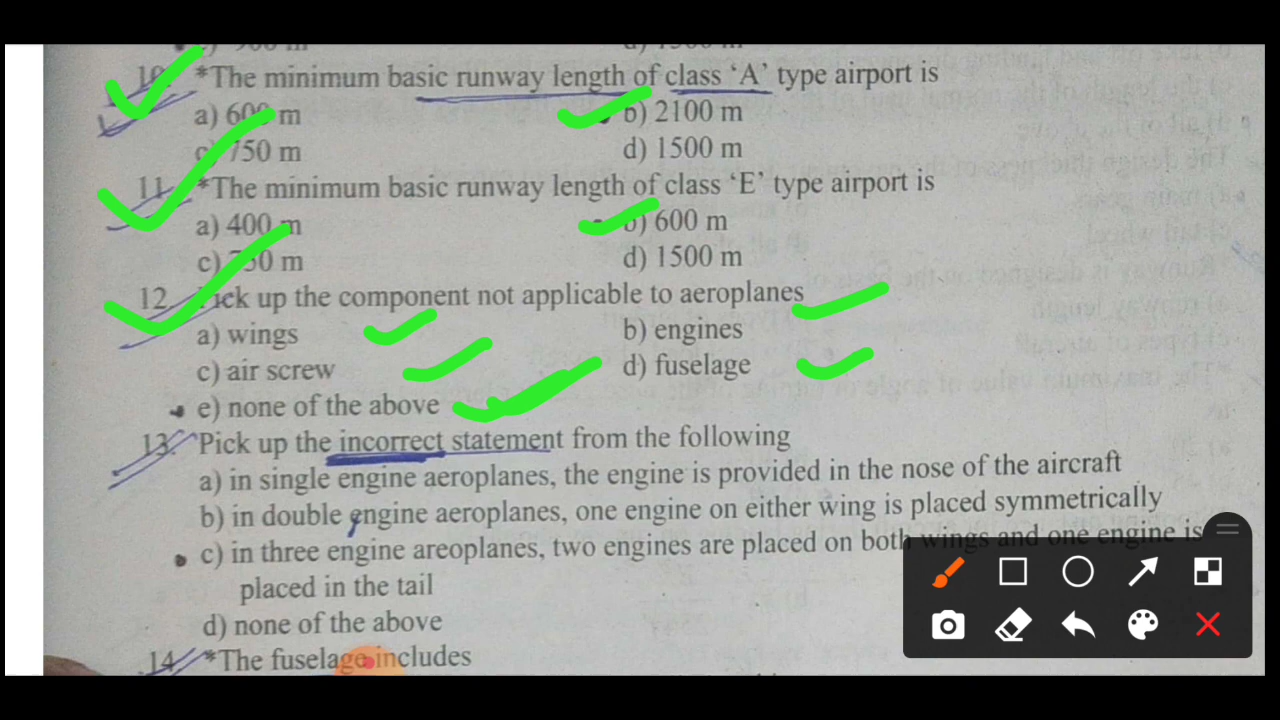 10. *The minimum basic runway length of class ‘A’ type airport is
a) 600 m b) 2100 m
c) 750 m d) 1500 m
11. *The minimum basic runway length of class ‘E’ type airport is
a) 400 m b) 600 m
c) 750 m d) 1500 m
12. Pick up the component not applicable to aeroplanes
a) wings b) engines
c) air screw d) fuselage
e) none of the above
13. Pick up the incorrect statement from the following
a) in single engine aeroplanes, the engine is provided in the nose of the aircraft
b) in double engine aeroplanes, one engine on either wing is placed symmetrically
c) in three engine areoplanes, two engines are placed on both wings and one engine is
placed in the tail
d) none of the above
14. *The fuselage includes